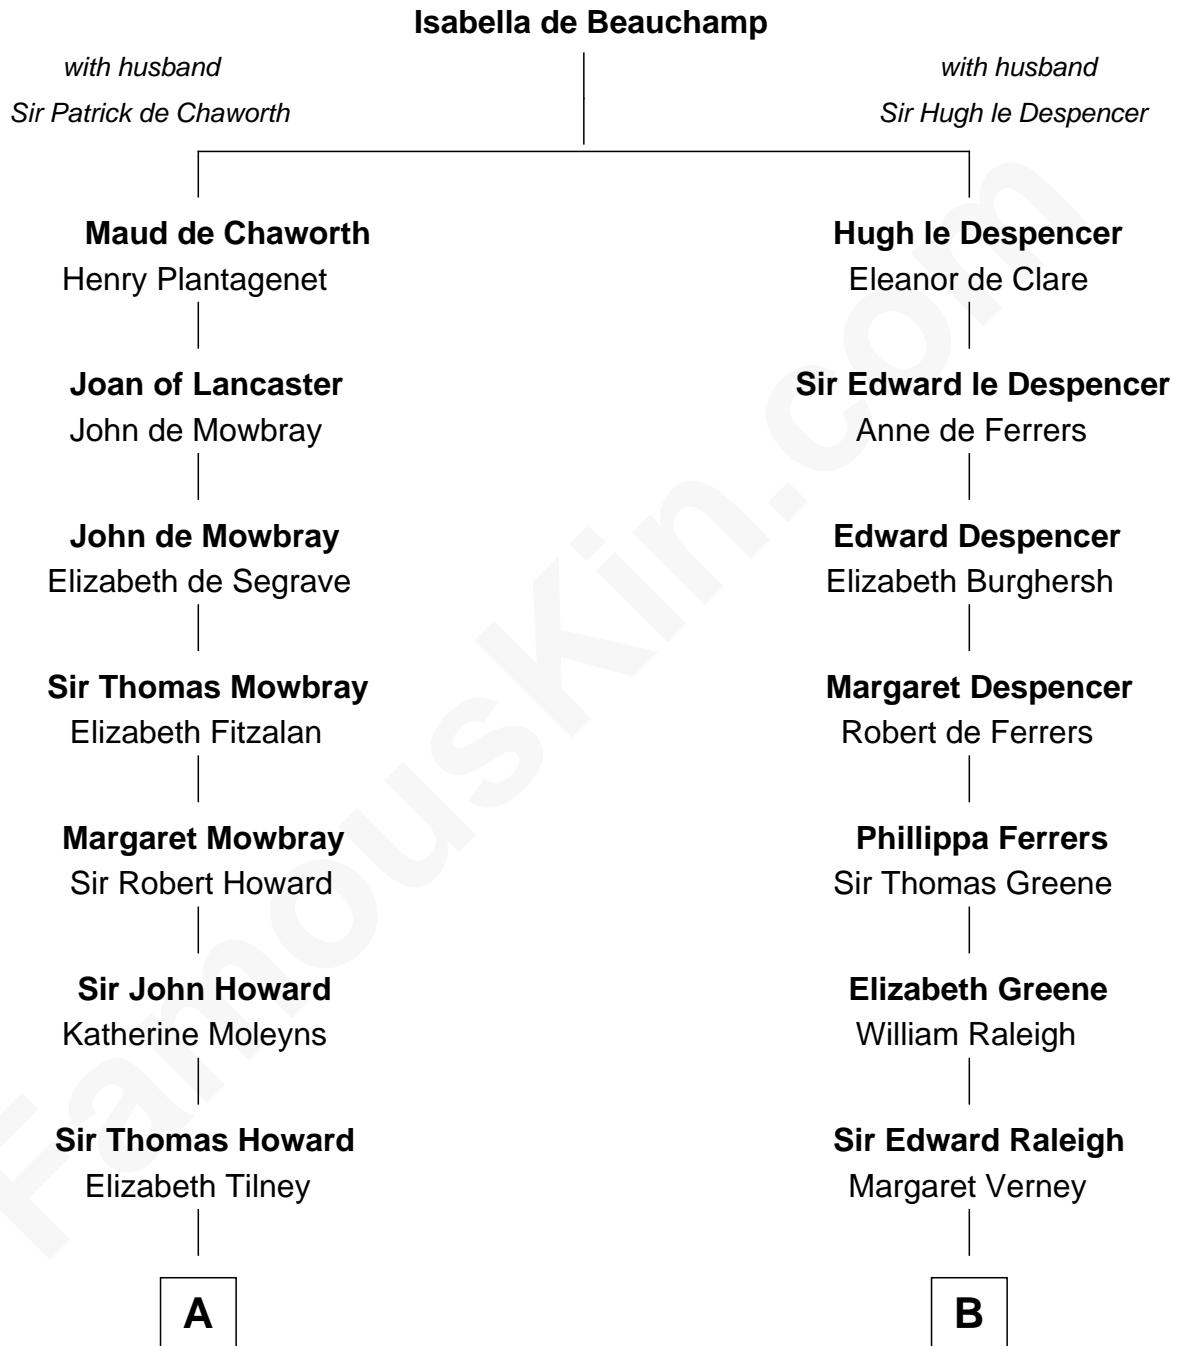 Isabella de Beauchamp
with husband
Sir Patrick de Chaworth
with husband
Sir Hugh le Despencer
Maud de Chaworth
Henry Plantagenet
Hugh le Despencer
Eleanor de Clare
Joan of Lancaster
John de Mowbray
Sir Edward le Despencer
Anne de Ferrers
John de Mowbray
Elizabeth de Segrave
Edward Despencer
Elizabeth Burghersh
Sir Thomas Mowbray
Elizabeth Fitzalan
Margaret Despencer
Robert de Ferrers
Margaret Mowbray
Sir Robert Howard
Phillippa Ferrers
Sir Thomas Greene
Sir John Howard
Katherine Moleyns
Elizabeth Greene
William Raleigh
Sir Thomas Howard
Elizabeth Tilney
Sir Edward Raleigh
Margaret Verney
A
B
FamousKin.com